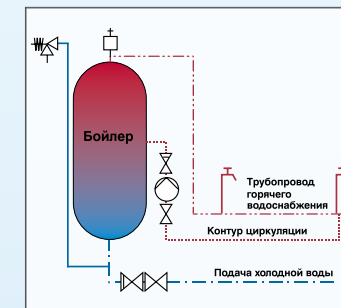 Бойлер
Трубопровод
горячего
водоснабжения
Контур циркуляции
Подача холодной воды